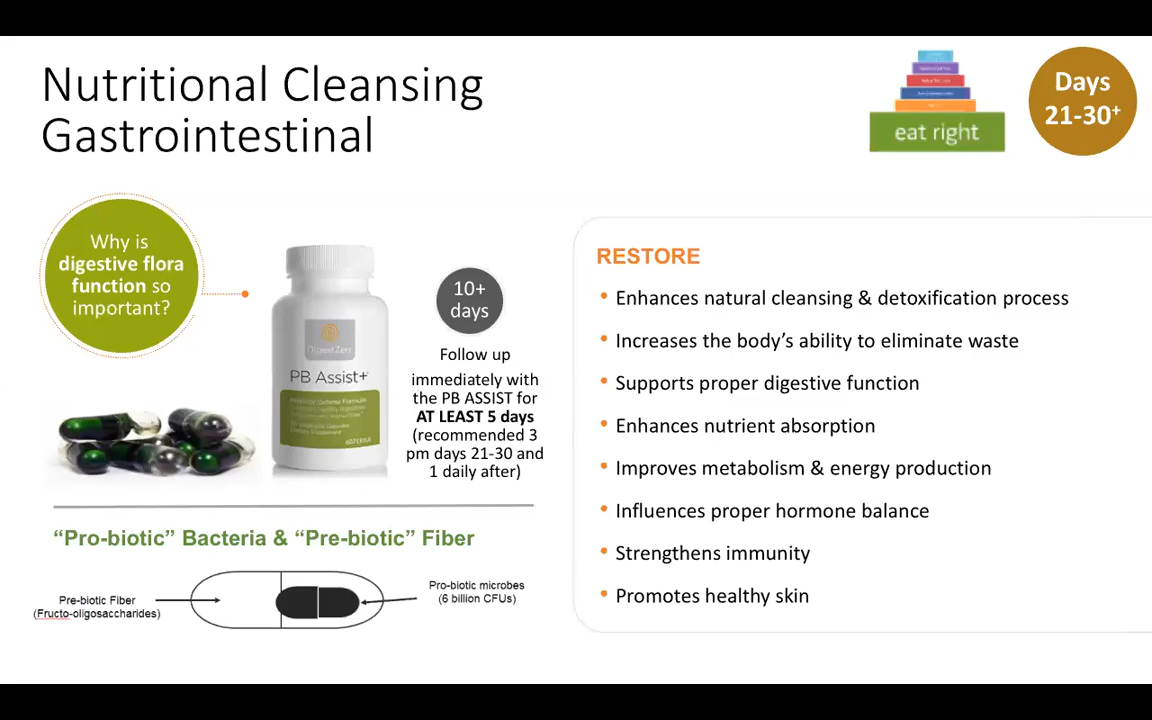 Nutritional Cleansing
Gastrointestinal
eat right
Days
21-30+
Why is
digestive flora
function so
important?
DigestZen
PB Assist+
doTERRA
10+
days
Follow up
immediately with
the PB ASSIST for
AT LEAST 5 days
(recommended 3
pm days 21-30 and
1 daily after)
RESTORE
• Enhances natural cleansing & detoxification process
• Increases the body’s ability to eliminate waste
• Supports proper digestive function
• Enhances nutrient absorption
• Improves metabolism & energy production
• Influences proper hormone balance
• Strengthens immunity
• Promotes healthy skin
“Pro-biotic” Bacteria & “Pre-biotic” Fiber
Pre-biotic Fiber
(Fructo-oligosaccharides)
Pro-biotic microbes
(6 billion CFUs)